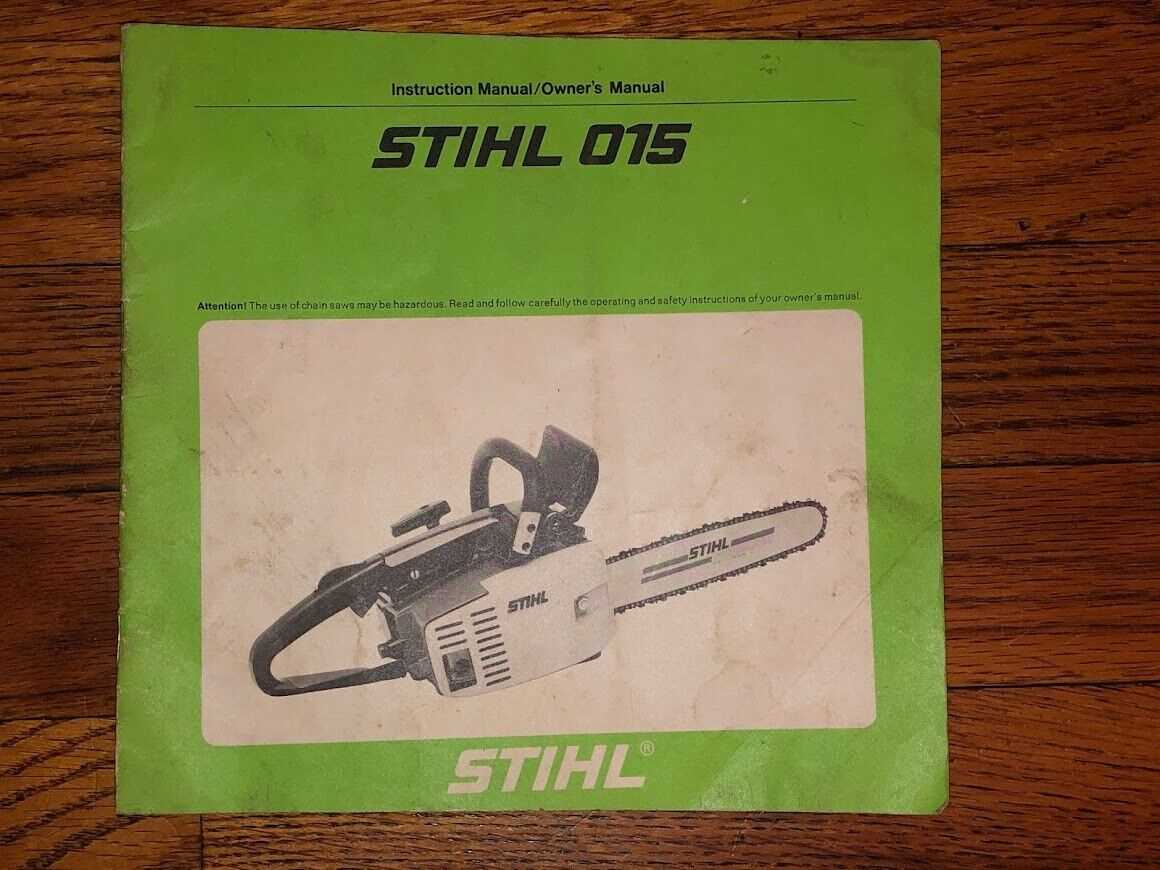 Instruction Manual/Owner's Manual
STIHL 015
Attention! The use of chain saws may be hazardous. Read and follow carefully the operating and safety instructions of your owner's manual.
STIHL
STIHL
STIHL®